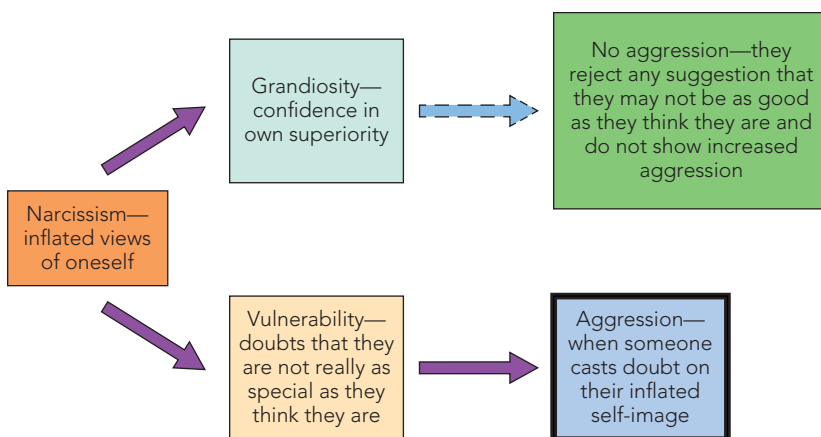 Narcissism—
inflated views
of oneself
Grandiosity—
confidence in
own superiority
No aggression—they
reject any suggestion that
they may not be as good
as they think they are and
do not show increased
aggression
Vulnerability—
doubts that they
are not really as
special as they
think they are
Aggression—
when someone
casts doubt on
their inflated
self-image